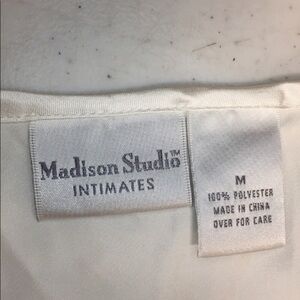 Madison Studio™
INTIMATES
M
100% POLYESTER
MADE IN CHINA
OVER FOR CARE